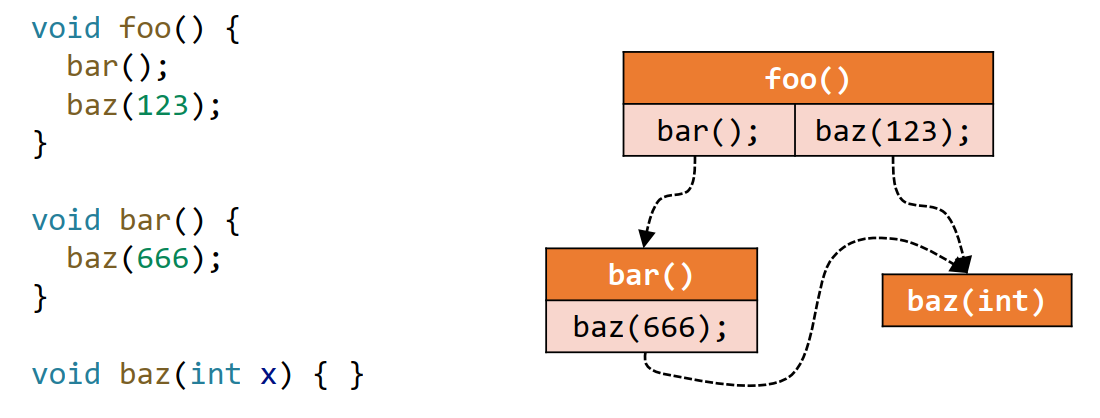 void foo() {
  bar();
  baz(123);
}
void bar() {
  baz(666);
}
void baz(int x) { }
foo()
bar();
baz(123);
bar()
baz(666);
baz(int)